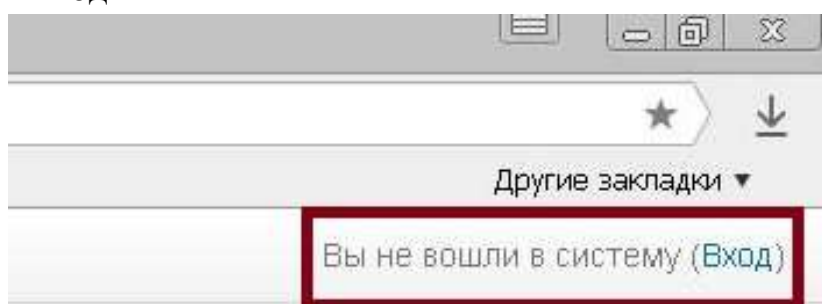 Другие закладки ▼
Вы не вошли в систему (Вход)